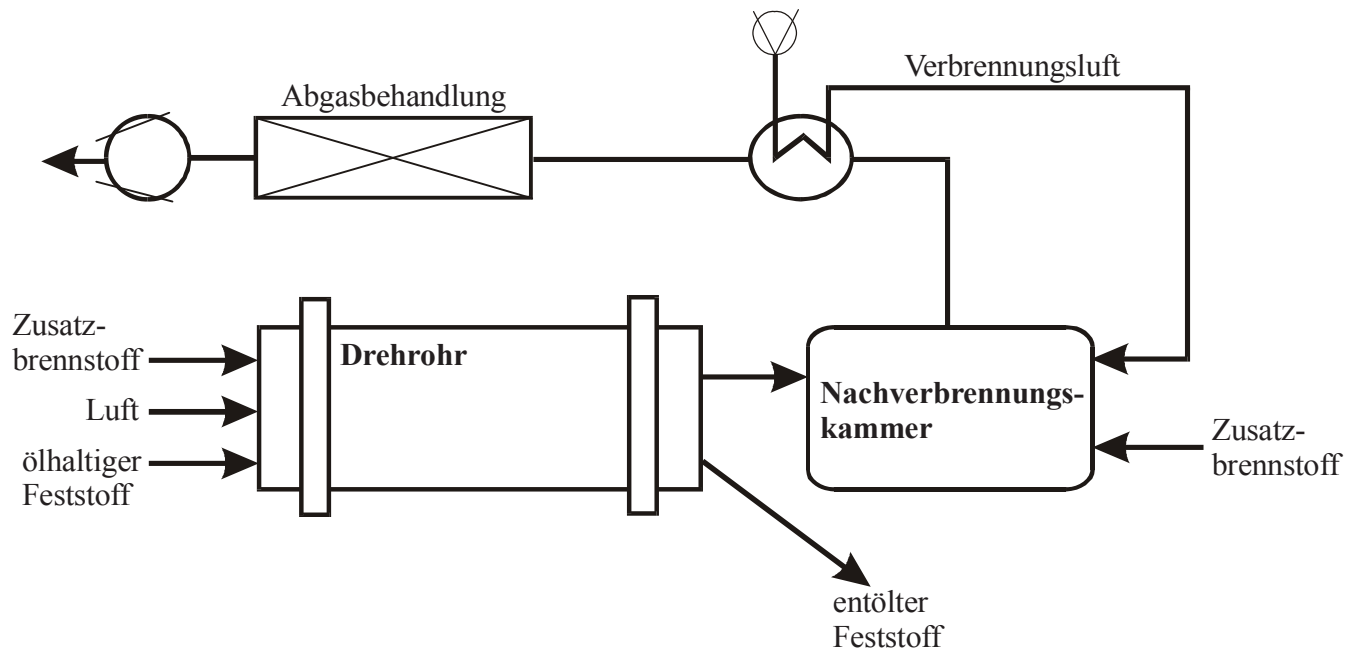 Verbrennungsluft
Abgasbehandlung
Zusatz-
brennstoff
Luft
ölhaltiger
Feststoff
Drehrohr
Nachverbrennungs-
kammer
Zusatz-
brennstoff
entölter
Feststoff